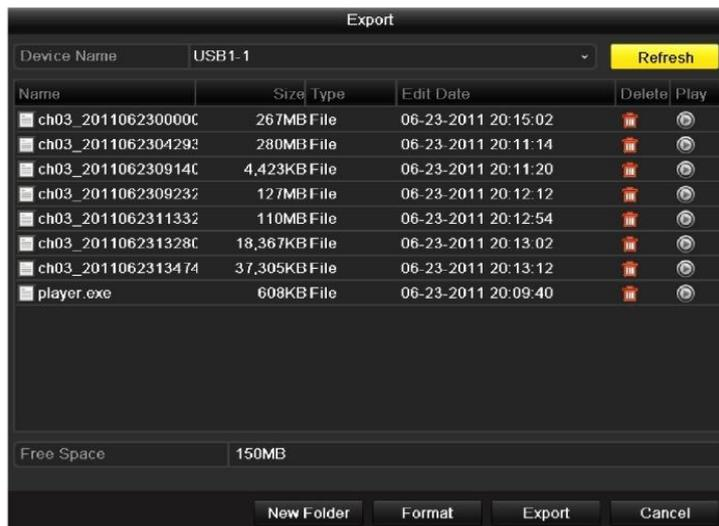 Export
Device Name USB1-1 Refresh
Name Size Type Edit Date Delete Play
ch03_2011062300000C 267MB File 06-23-2011 20:15:02
ch03_2011062304293 280MB File 06-23-2011 20:11:14
ch03_201106230914C 4,423KB File 06-23-2011 20:11:20
ch03_2011062309232 127MB File 06-23-2011 20:12:12
ch03_2011062311332 110MB File 06-23-2011 20:12:54
ch03_201106231328C 18,367KB File 06-23-2011 20:13:02
ch03_2011062313474 37,305KB File 06-23-2011 20:13:12
player.exe 608KB File 06-23-2011 20:09:40
Free Space 150MB
New Folder Format Export Cancel